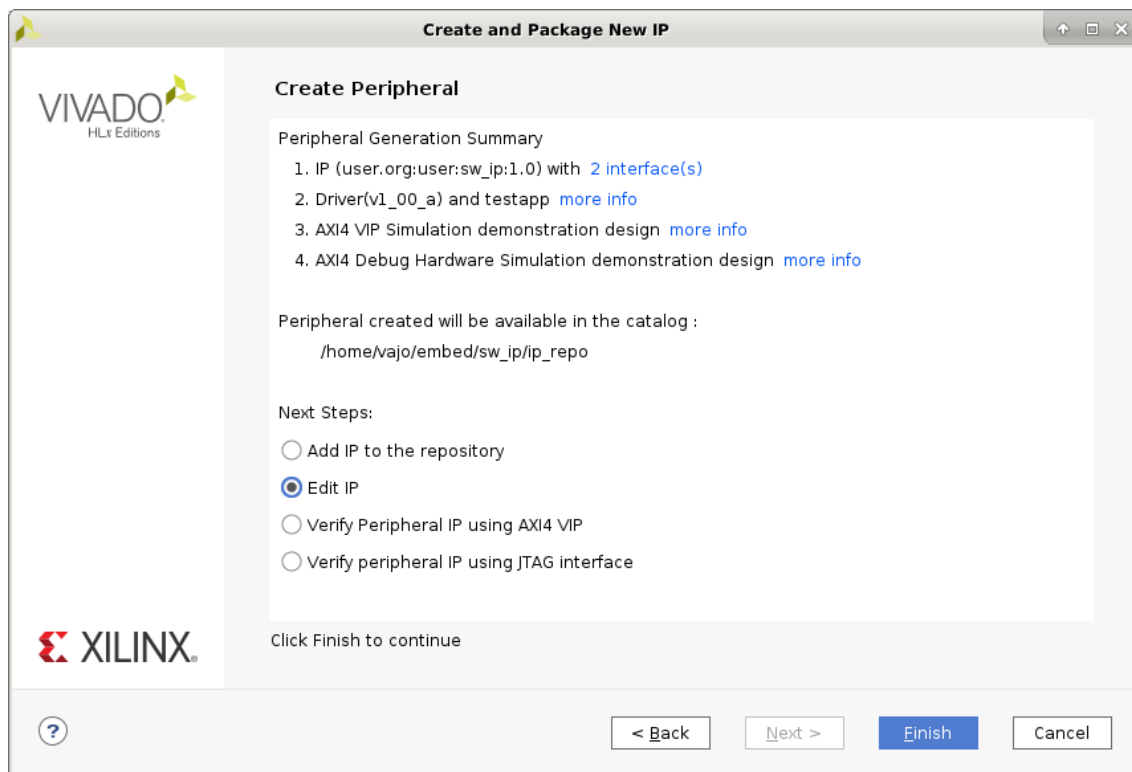 Create and Package New IP
VIVADO
HLx Editions
Create Peripheral
Peripheral Generation Summary
1. IP (user.org:user:sw_ip:1.0) with 2 interface(s)
2. Driver(v1_00_a) and testapp more info
3. AXI4 VIP Simulation demonstration design more info
4. AXI4 Debug Hardware Simulation demonstration design more info
Peripheral created will be available in the catalog :
/home/vajo/embed/sw_ip/ip_repo
Next Steps:
Add IP to the repository
Edit IP
Verify Peripheral IP using AXI4 VIP
Verify peripheral IP using JTAG interface
XILINX
Click Finish to continue
?
< Back
Next >
Finish
Cancel